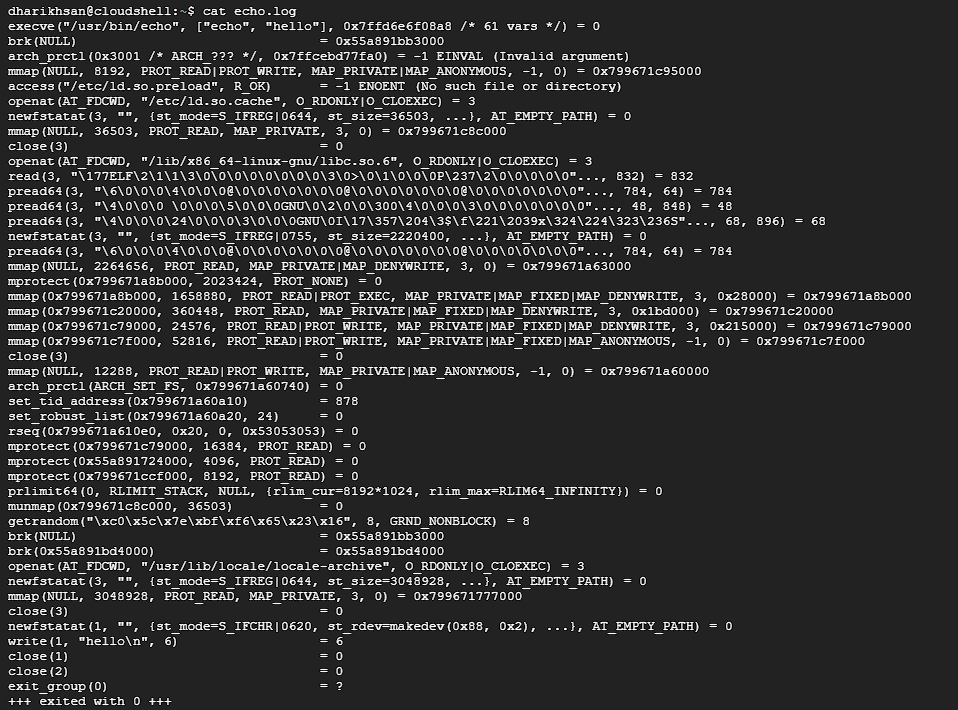 dharikhsan@cloudshell:~$ cat echo.log
execve("/usr/bin/echo", ["echo", "hello"], 0x7ffd6e6f08a8 /* 61 vars */) = 0
brk(NULL)                               = 0x55a891bb3000
arch_prctl(0x3001 /* ARCH_??? */, 0x7ffcebd77fa0) = -1 EINVAL (Invalid argument)
mmap(NULL, 8192, PROT_READ|PROT_WRITE, MAP_PRIVATE|MAP_ANONYMOUS, -1, 0) = 0x799671c95000
access("/etc/ld.so.preload", R_OK)      = -1 ENOENT (No such file or directory)
openat(AT_FDCWD, "/etc/ld.so.cache", O_RDONLY|O_CLOEXEC) = 3
newfstatat(3, "", {st_mode=S_IFREG|0644, st_size=36503, ...}, AT_EMPTY_PATH) = 0
mmap(NULL, 36503, PROT_READ, MAP_PRIVATE, 3, 0) = 0x799671c8c000
close(3)                                = 0
openat(AT_FDCWD, "/lib/x86_64-linux-gnu/libc.so.6", O_RDONLY|O_CLOEXEC) = 3
read(3, "\177ELF\2\1\1\3\0\0\0\0\0\0\0\0\3\0>\0\1\0\0\0P\237\2\0\0\0\0\0"..., 832) = 832
pread64(3, "\6\0\0\0\4\0\0\0@\0\0\0\0\0\0\0@\0\0\0\0\0\0\0@\0\0\0\0\0\0\0"..., 784, 64) = 784
pread64(3, "\4\0\0\0 \0\0\0\5\0\0\0GNU\0\2\0\0\300\4\0\0\0\3\0\0\0\0\0\0\0"..., 48, 848) = 48
pread64(3, "\4\0\0\0\24\0\0\0\3\0\0\0GNU\0I\17\357\204\3$\f\221\2039x\324\224\323\236S"..., 68, 896) = 68
newfstatat(3, "", {st_mode=S_IFREG|0755, st_size=2220400, ...}, AT_EMPTY_PATH) = 0
pread64(3, "\6\0\0\0\4\0\0\0@\0\0\0\0\0\0\0@\0\0\0\0\0\0\0@\0\0\0\0\0\0\0"..., 784, 64) = 784
mmap(NULL, 2264656, PROT_READ, MAP_PRIVATE|MAP_DENYWRITE, 3, 0) = 0x799671a63000
mprotect(0x799671a8b000, 2023424, PROT_NONE) = 0
mmap(0x799671a8b000, 1658880, PROT_READ|PROT_EXEC, MAP_PRIVATE|MAP_FIXED|MAP_DENYWRITE, 3, 0x28000) = 0x799671a8b000
mmap(0x799671c20000, 360448, PROT_READ, MAP_PRIVATE|MAP_FIXED|MAP_DENYWRITE, 3, 0x1bd000) = 0x799671c20000
mmap(0x799671c79000, 24576, PROT_READ|PROT_WRITE, MAP_PRIVATE|MAP_FIXED|MAP_DENYWRITE, 3, 0x215000) = 0x799671c79000
mmap(0x799671c7f000, 52816, PROT_READ|PROT_WRITE, MAP_PRIVATE|MAP_FIXED|MAP_ANONYMOUS, -1, 0) = 0x799671c7f000
close(3)                                = 0
mmap(NULL, 12288, PROT_READ|PROT_WRITE, MAP_PRIVATE|MAP_ANONYMOUS, -1, 0) = 0x799671a60000
arch_prctl(ARCH_SET_FS, 0x799671a60740) = 0
set_tid_address(0x799671a60a10)         = 878
set_robust_list(0x799671a60a20, 24)     = 0
rseq(0x799671a610e0, 0x20, 0, 0x53053053) = 0
mprotect(0x799671c79000, 16384, PROT_READ) = 0
mprotect(0x55a891724000, 4096, PROT_READ) = 0
mprotect(0x799671ccf000, 8192, PROT_READ) = 0
prlimit64(0, RLIMIT_STACK, NULL, {rlim_cur=8192*1024, rlim_max=RLIM64_INFINITY}) = 0
munmap(0x799671c8c000, 36503)           = 0
getrandom("\xc0\x5c\x7e\xbf\xf6\x65\x23\x16", 8, GRND_NONBLOCK) = 8
brk(NULL)                               = 0x55a891bb3000
brk(0x55a891bd4000)                     = 0x55a891bd4000
openat(AT_FDCWD, "/usr/lib/locale/locale-archive", O_RDONLY|O_CLOEXEC) = 3
newfstatat(3, "", {st_mode=S_IFREG|0644, st_size=3048928, ...}, AT_EMPTY_PATH) = 0
mmap(NULL, 3048928, PROT_READ, MAP_PRIVATE, 3, 0) = 0x799671777000
close(3)                                = 0
newfstatat(1, "", {st_mode=S_IFCHR|0620, st_rdev=makedev(0x88, 0x2), ...}, AT_EMPTY_PATH) = 0
write(1, "hello\n", 6)                  = 6
close(1)                                = 0
close(2)                                = 0
exit_group(0)                           = ?
+++ exited with 0 +++